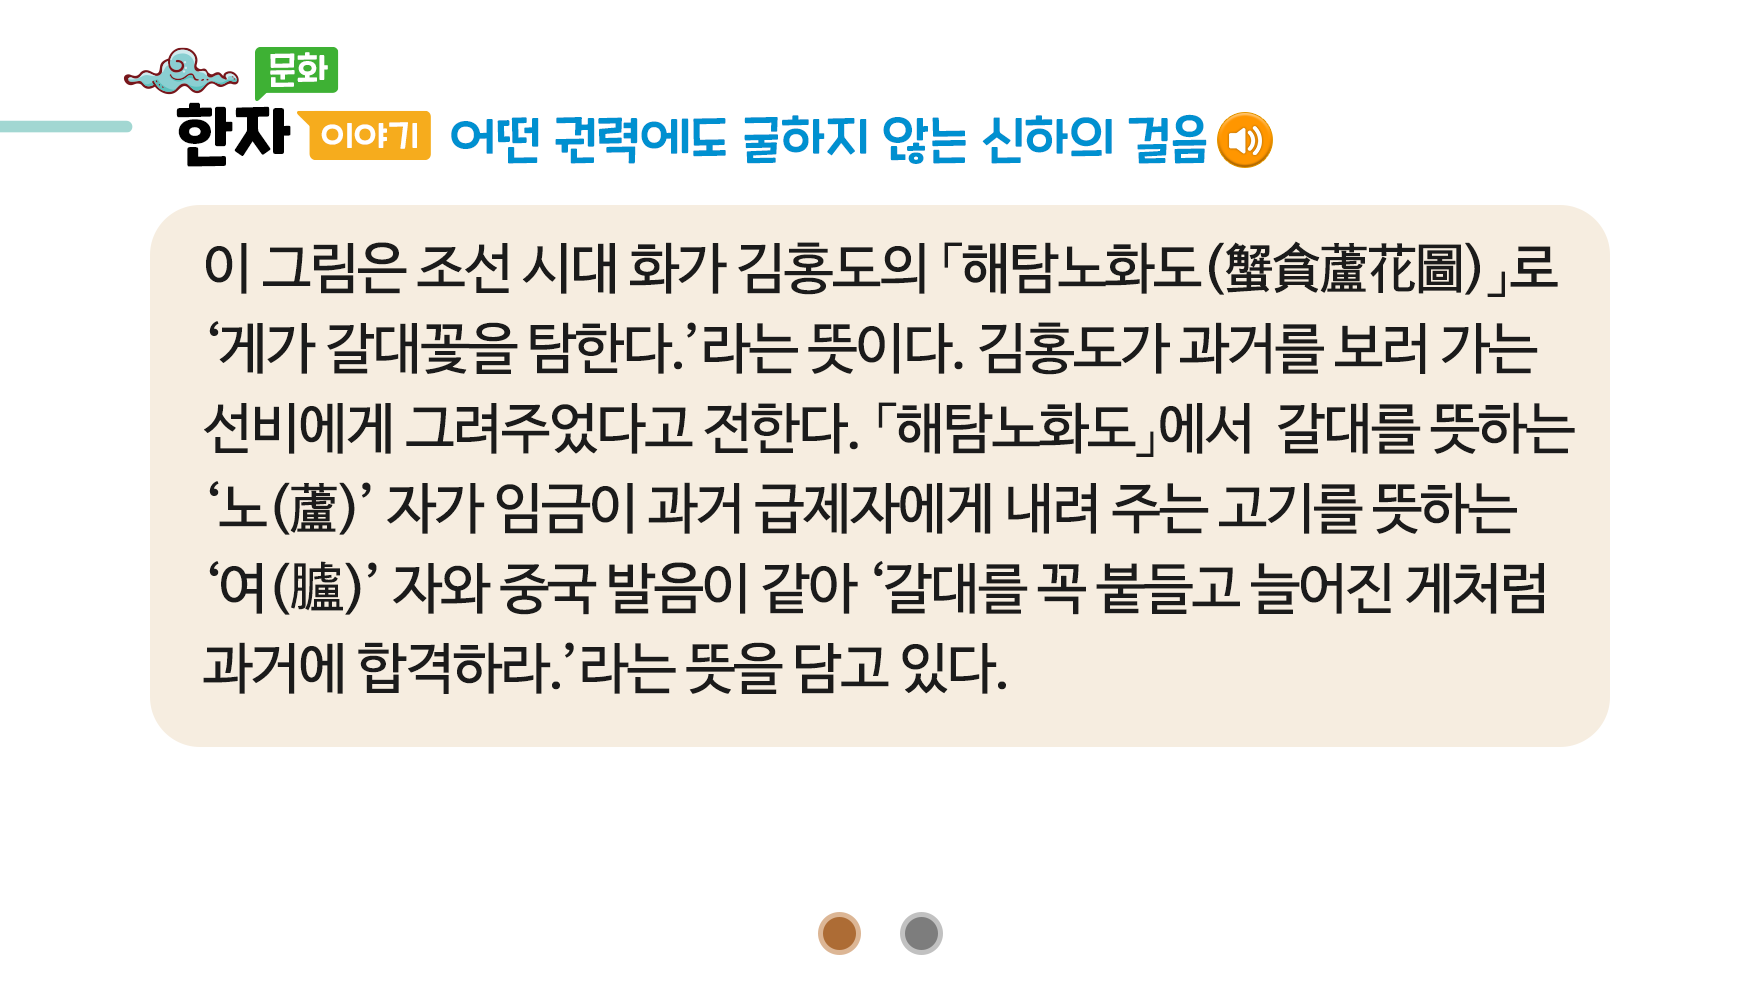 문화
한자 이야기 어떤 권력에도 굴하지 않는 신하의 걸음
이 그림은 조선 시대 화가 김홍도의 「해탐노화도(蟹貪蘆花圖)」로
‘게가 갈대꽃을 탐한다.’라는 뜻이다. 김홍도가 과거를 보러 가는
선비에게 그려주었다고 전한다. 「해탐노화도」에서 갈대를 뜻하는
‘노(蘆)’ 자가 임금이 과거 급제자에게 내려 주는 고기를 뜻하는
‘여(臚)’ 자와 중국 발음이 같아 ‘갈대를 꼭 붙들고 늘어진 게처럼
과거에 합격하라.’라는 뜻을 담고 있다.